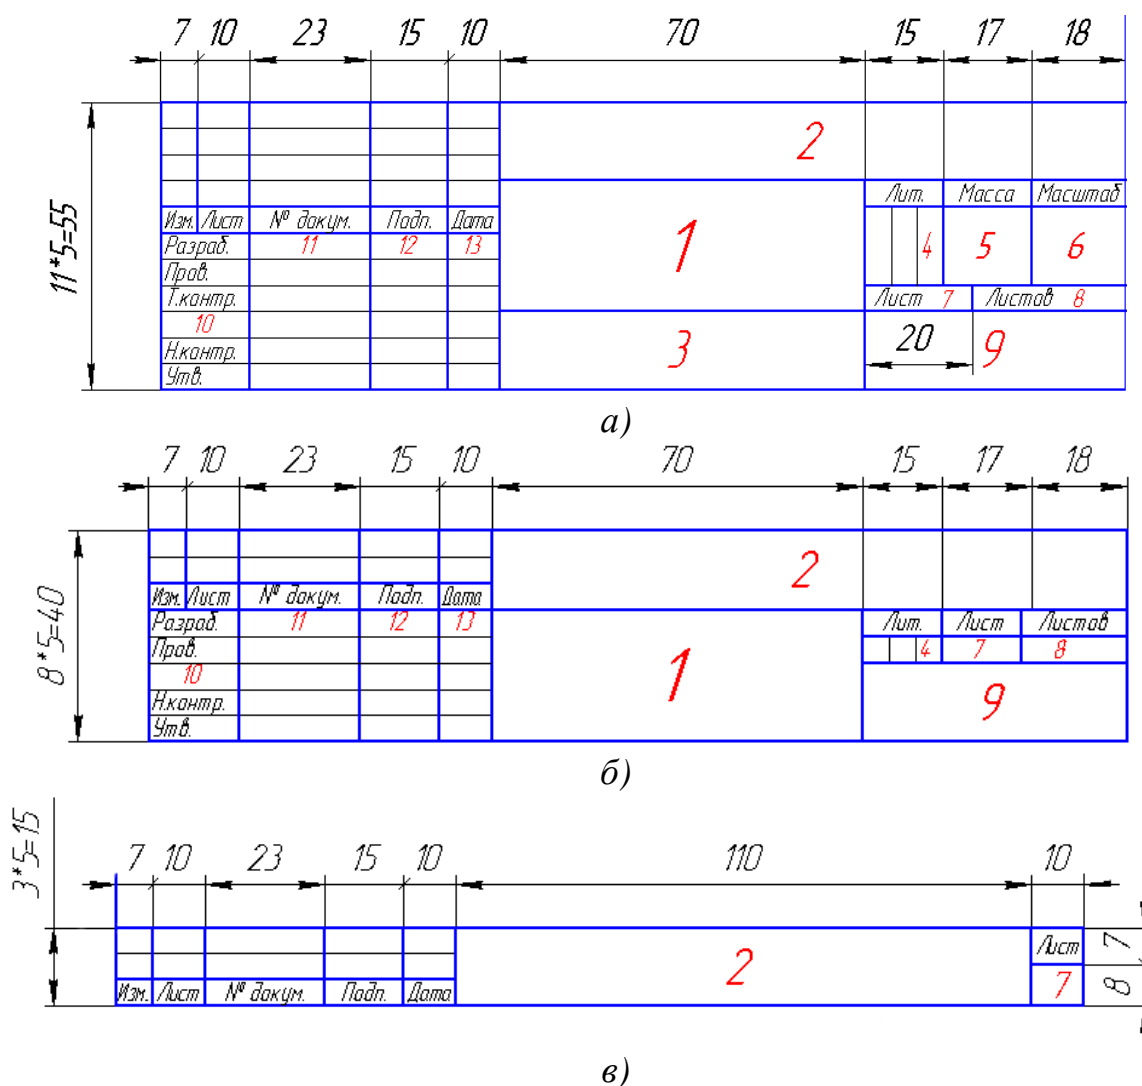 7 10 23 15 10 70 15 17 18
11*5=55
2
Лит. Масса Масштаб
Изм. Лист № докум. Подп. Дата
1
4 5 6
Разраб. 11 12 13
Пров.
Т.контр.
Лист 7 Листов 8
10
3
20 9
Н.контр.
Утв.
а)
7 10 23 15 10 70 15 17 18
8*5=40
2
Изм. Лист № докум. Подп. Дата
Разраб. 11 12 13
Лит. Лист Листов
Пров.
4 7 8
10
1
9
Н.контр.
Утв.
б)
3*5=15
7 10 23 15 10 110 10
Лист 7
2
Изм. Лист № докум. Подп. Дата
7 8
в)